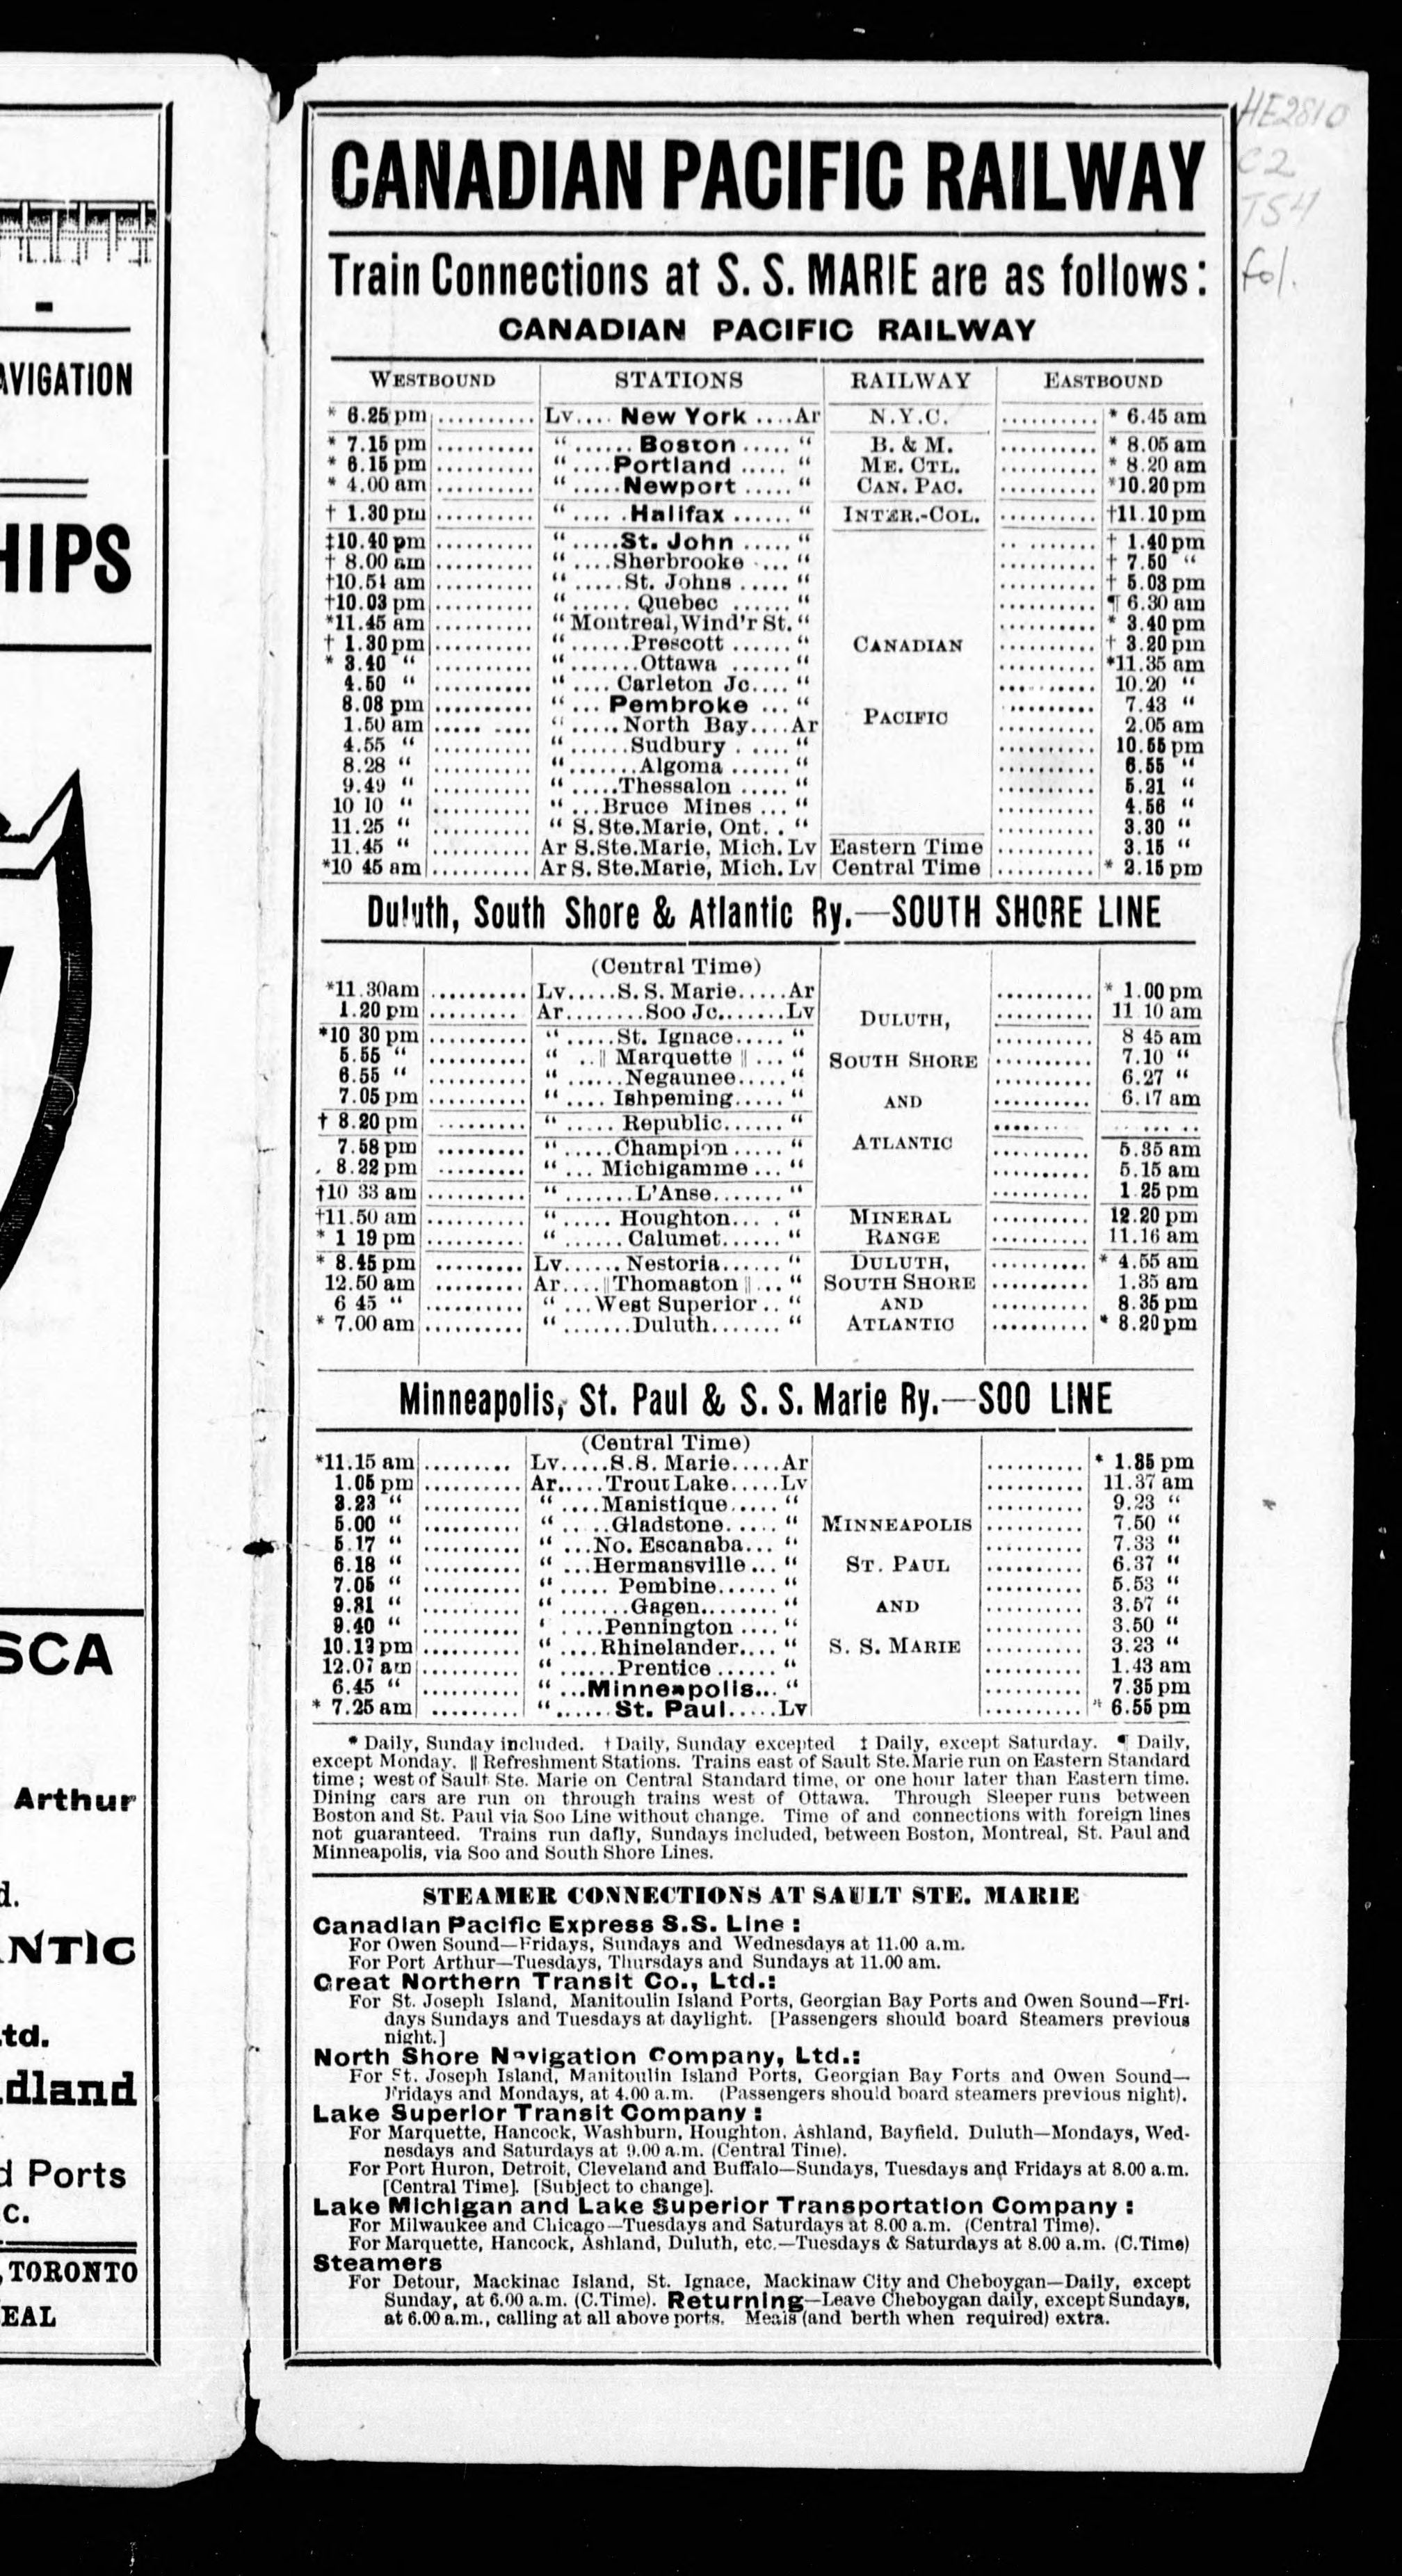 AVIGATION
HIPS
SCA
Arthur
d.
NTIC
td.
dland
d Ports
C.
, TORONTO
EAL
HE2810
C2
T54
fol.
CANADIAN PACIFIC RAILWAY
Train Connections at S. S. MARIE are as follows:
CANADIAN PACIFIC RAILWAY
WESTBOUND STATIONS RAILWAY EASTBOUND
* 6.25 pm .......... Lv.... New York ....Ar N.Y.C. .......... * 6.45 am
* 7.15 pm .......... “ ...... Boston ..... “ B. & M. .......... * 8.05 am
* 6.15 pm .......... “ ....Portland ..... “ ME. CTL. .......... * 8.20 am
* 4.00 am .......... “ .....Newport ..... “ CAN. PAC. .......... *10.20 pm
† 1.30 pm .......... “ ..... .Halifax ...... “ INTER.-COL. .......... †11.10 pm
‡10.40 pm .......... “ .....St. John ..... “ .......... † 1.40 pm
† 8.00 am .......... “ ....Sherbrooke .... “ .......... † 7.50 “
†10.51 am .......... “ .....St. Johns ..... “ .......... † 5.03 pm
†10.03 pm .......... “ ...... Quebec ...... “ .......... ¶ 6.30 am
*11.45 am .......... “ Montreal, Wind'r St. “ .......... * 3.40 pm
† 1.30 pm .......... “ ......Prescott ...... “ CANADIAN .......... † 3.20 pm
* 3.40 “ .......... “ .......Ottawa ...... “ .......... *11.35 am
4.50 “ .......... “ .... Carleton Jc.... “ .......... 10.20 “
8.08 pm .......... “ ... Pembroke ... “ .......... 7.43 “
1.50 am .......... “ .....North Bay....Ar PACIFIC .......... 2.05 am
4.55 “ .......... “ ......Sudbury . .... “ .......... 10.55 pm
8.28 “ .......... “ .......Algoma ...... “ .......... 6.55 “
9.49 “ .......... “ .....Thessalon ..... “ .......... 5.21 “
10 10 “ .......... “ ...Bruce Mines ... “ .......... 4.56 “
11.25 “ .......... “ S.Ste.Marie, Ont. . “ .......... 3.30 “
11.45 “ .......... Ar S.Ste.Marie, Mich. Lv Eastern Time .......... 3.15 “
*10 45 am .......... Ar S. Ste.Marie, Mich. Lv Central Time .......... * 2.15 pm
Duluth, South Shore & Atlantic Ry.—SOUTH SHORE LINE
(Central Time)
*11.30am .......... Lv.....S. S. Marie.....Ar .......... * 1.00 pm
1.20 pm .......... Ar........Soo Jc.......Lv DULUTH, .......... 11 10 am
*10 30 pm .......... “ .....St. Ignace..... “ .......... 8 45 am
5.55 “ .......... “ ..‖ Marquette ‖ ... “ SOUTH SHORE .......... 7.10 “
6.55 “ .......... “ ......Negaunee..... “ .......... 6.27 “
7.05 pm .......... “ .... Ishpeming..... “ AND .......... 6.17 am
† 8.20 pm .......... “ ..... Republic...... “ ........ ......
7.58 pm .......... “ .....Champion ..... “ ATLANTIC .......... 5.35 am
8.22 pm .......... “ ... Michigamme ... “ .......... 5.15 am
†10 33 am .......... “ .......L'Anse....... “ .......... 1.25 pm
†11.50 am .......... “ ..... Houghton... . “ MINERAL .......... 12.20 pm
* 1 19 pm .......... “ ...... Calumet...... “ RANGE .......... 11.16 am
* 8.45 pm .......... Lv...... Nestoria...... “ DULUTH, .......... * 4.55 am
12.50 am .......... Ar....‖Thomaston ‖ ... “ SOUTH SHORE .......... 1.35 am
6 45 “ .......... “ ...West Superior .. “ AND .......... 8.35 pm
* 7.00 am .......... “ .......Duluth....... “ ATLANTIC .......... * 8.20 pm
Minneapolis, St. Paul & S. S. Marie Ry.—SOO LINE
(Central Time)
*11.15 am ......... Lv.....S.S. Marie.....Ar .......... * 1.35 pm
1.05 pm .......... Ar.....Trout Lake.....Lv .......... 11.37 am
3.23 “ .......... “ ....Manistique..... “ .......... 9.23 “
5.00 “ .......... “ .. ..Gladstone..... “ MINNEAPOLIS .......... 7.50 “
5.17 “ .......... “ ...No. Escanaba... “ .......... 7.33 “
6.18 “ .......... “ ...Hermansville ... “ ST. PAUL .......... 6.37 “
7.05 “ .......... “ ...... Pembine...... “ .......... 5.53 “
9.31 “ .......... “ .......Gagen........ “ AND .......... 3.57 “
9.40 “ .......... “ ....Pennington .... “ .......... 3.50 “
10.13 pm .......... “ ....Rhinelander.... “ S. S. MARIE .......... 3.23 “
12.07 am .......... “ ......Prentice ...... “ .......... 1.43 am
6.45 “ .......... “ ...Minneapolis... “ .......... 7.35 pm
* 7.25 am ......... “ ...... St. Paul.....Lv .......... * 6.55 pm
* Daily, Sunday included. † Daily, Sunday excepted ‡ Daily, except Saturday. ¶ Daily,
except Monday. ‖ Refreshment Stations. Trains east of Sault Ste. Marie run on Eastern Standard
time; west of Sault Ste. Marie on Central Standard time, or one hour later than Eastern time.
Dining cars are run on through trains west of Ottawa. Through Sleeper runs between
Boston and St. Paul via Soo Line without change. Time of and connections with foreign lines
not guaranteed. Trains run dafly, Sundays included, between Boston, Montreal, St. Paul and
Minneapolis, via Soo and South Shore Lines.
STEAMER CONNECTIONS AT SAULT STE. MARIE
Canadian Pacific Express S.S. Line:
For Owen Sound—Fridays, Sundays and Wednesdays at 11.00 a.m.
For Port Arthur—Tuesdays, Thursdays and Sundays at 11.00 am.
Great Northern Transit Co., Ltd.:
For St. Joseph Island, Manitoulin Island Ports, Georgian Bay Ports and Owen Sound—Fri-
days Sundays and Tuesdays at daylight. [Passengers should board Steamers previous
night.]
North Shore Navigation Company, Ltd.:
For St. Joseph Island, Manitoulin Island Ports, Georgian Bay Ports and Owen Sound—
Fridays and Mondays, at 4.00 a.m. (Passengers should board steamers previous night).
Lake Superior Transit Company:
For Marquette, Hancock, Washburn, Houghton, Ashland, Bayfield. Duluth—Mondays, Wed-
nesdays and Saturdays at 9.00 a.m. (Central Time).
For Port Huron, Detroit, Cleveland and Buffalo—Sundays, Tuesdays and Fridays at 8.00 a.m.
[Central Time]. [Subject to change].
Lake Michigan and Lake Superior Transportation Company:
For Milwaukee and Chicago—Tuesdays and Saturdays at 8.00 a.m. (Central Time).
For Marquette, Hancock, Ashland, Duluth, etc.—Tuesdays & Saturdays at 8.00 a.m. (C.Time)
Steamers
For Detour, Mackinac Island, St. Ignace, Mackinaw City and Cheboygan—Daily, except
Sunday, at 6.00 a.m. (C.Time). Returning—Leave Cheboygan daily, except Sundays,
at 6.00 a.m., calling at all above ports. Meals (and berth when required) extra.